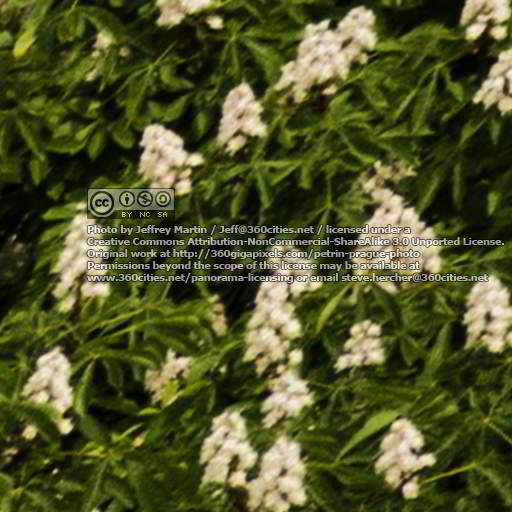 cc BY NC SA
Photo by Jeffrey Martin / Jeff@360cities.net / licensed under a
Creative Commons Attribution-NonCommercial-ShareAlike 3.0 Unported License.
Original work at http://360gigapixels.com/petrin-prague-photo
Permissions beyond the scope of this license may be available at
www.360cities.net/panorama-licensing or email steve.hercher@360cities.net